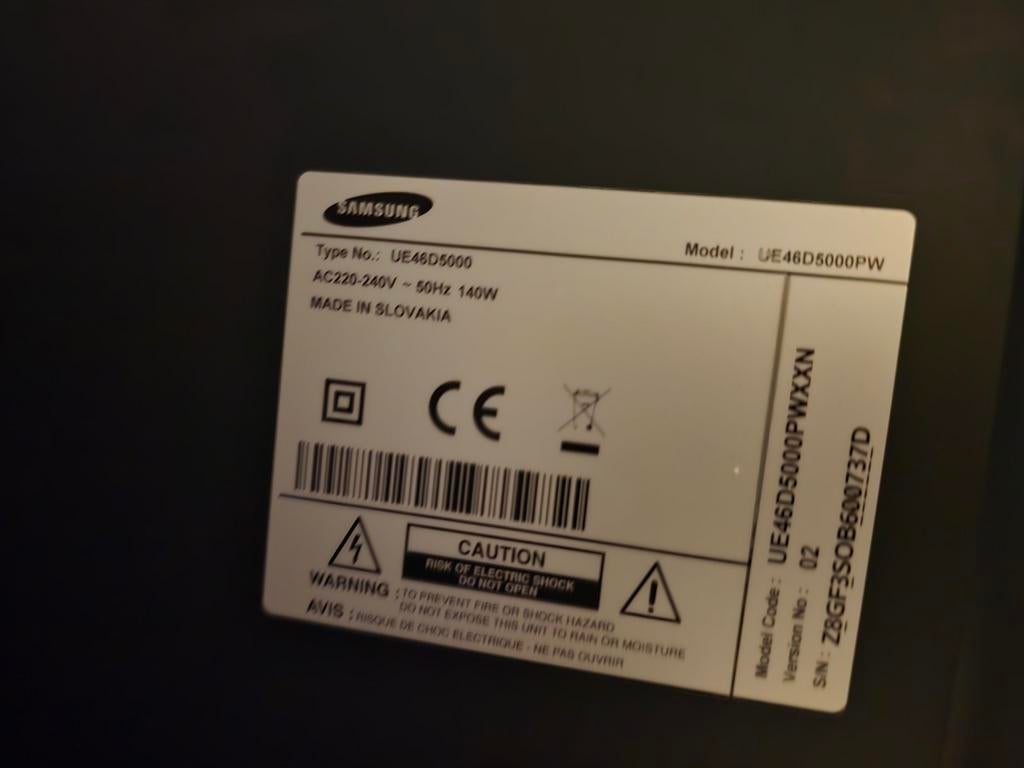 SAMSUNG
Type No.: UE46D5000
Model : UE46D5000PW
AC220-240V ~ 50Hz 140W
MADE IN SLOVAKIA
CE
CAUTION
RISK OF ELECTRIC SHOCK
DO NOT OPEN
WARNING : TO PREVENT FIRE OR SHOCK HAZARD
DO NOT EXPOSE THIS UNIT TO RAIN OR MOISTURE
AVIS : RISQUE DE CHOC ELECTRIQUE - NE PAS OUVRIR
Model Code : UE46D5000PWXXN
Version No : 02
S/N : Z8GF3SOB600737D